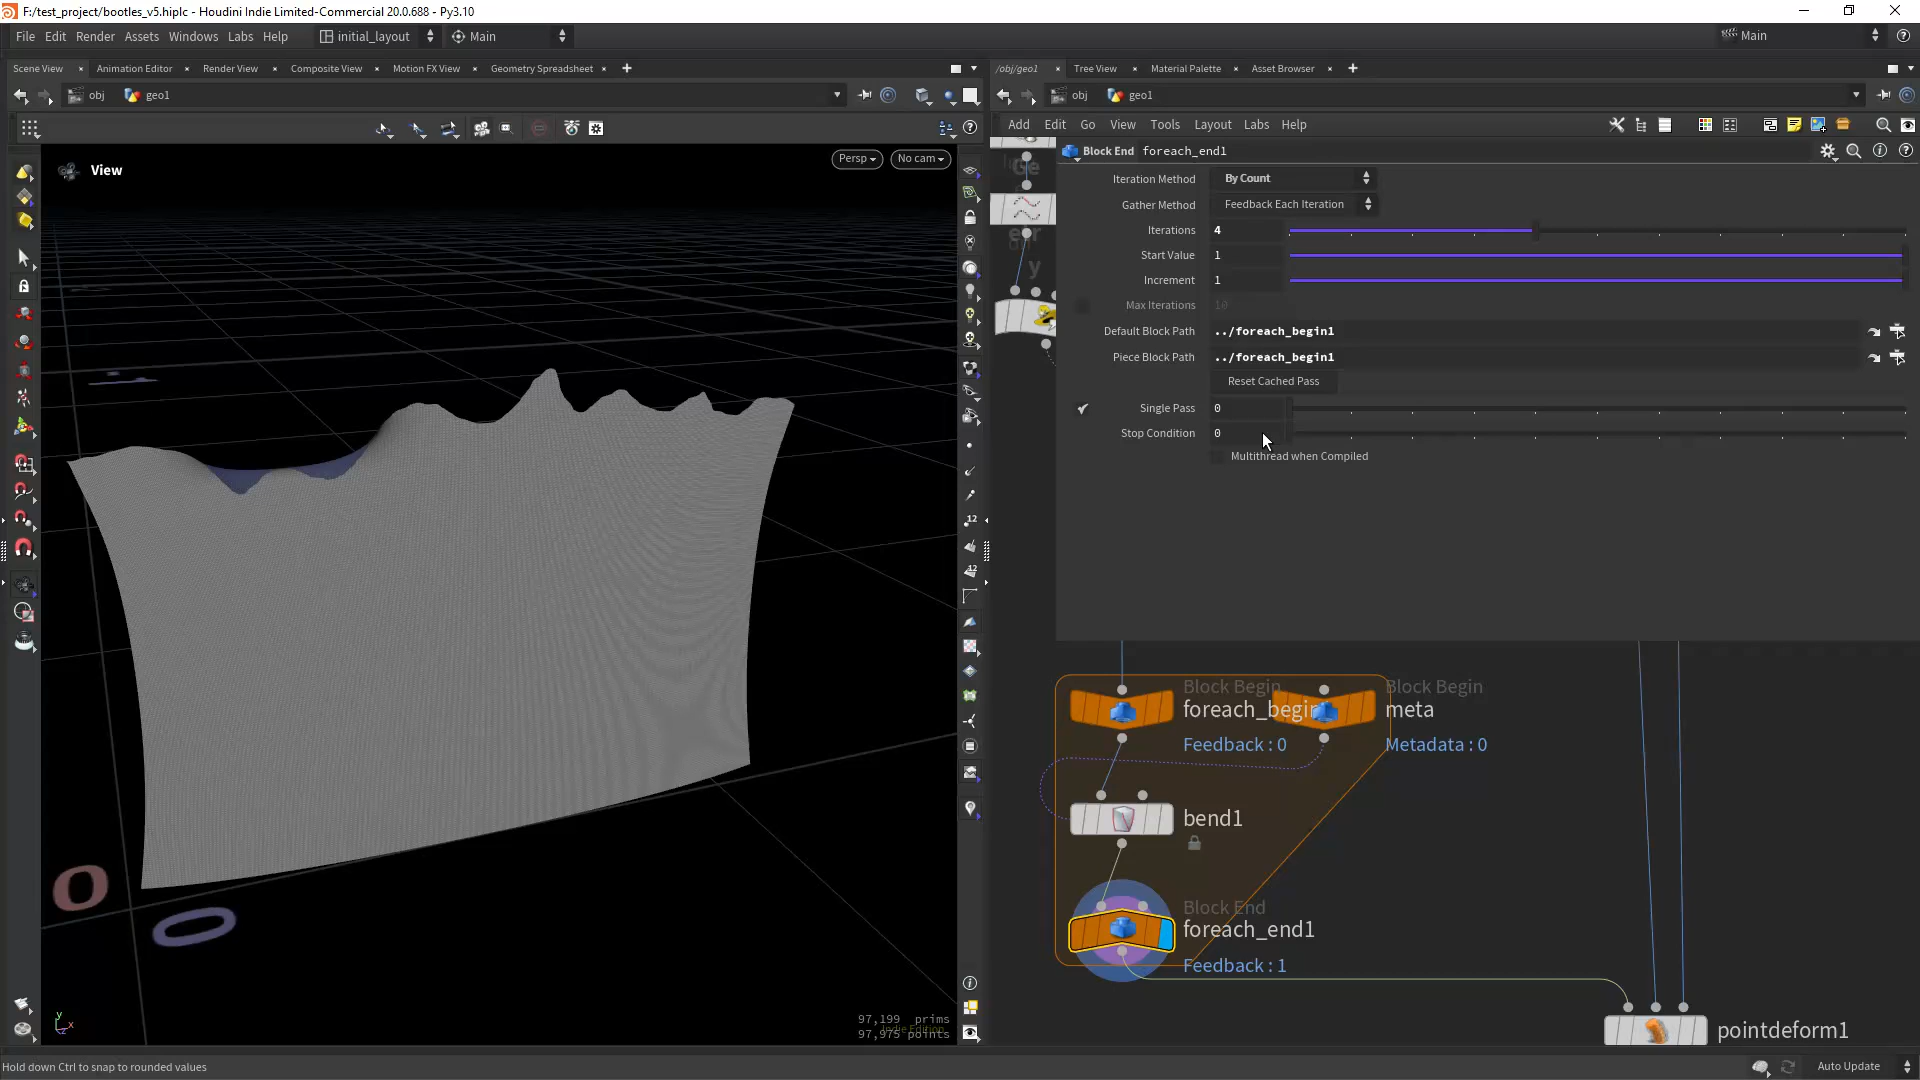 F:/test_project/bootles_v5.hiplc - Houdini Indie Limited-Commercial 20.0.688 - Py3.10
File Edit Render Assets Windows Labs Help initial_layout Main Main
Scene View Animation Editor Render View Composite View Motion FX View Geometry Spreadsheet
/obj/geo1 Tree View Material Palette Asset Browser
obj geo1
obj geo1
Add Edit Go View Tools Layout Labs Help
View
Persp No cam
Block End foreach_end1
Iteration Method By Count
Gather Method Feedback Each Iteration
Iterations 4
Start Value 1
Increment 1
Max Iterations 10
Default Block Path ../foreach_begin1
Piece Block Path ../foreach_begin1
Reset Cached Pass
Single Pass 0
Stop Condition 0
Multithread when Compiled
12
12
Block Begin
foreach_begin
Feedback : 0
Block Begin
meta
Metadata : 0
bend1
Block End
foreach_end1
Feedback : 1
pointdeform1
0
0
y
x
z
97,199 prims
Indie Edition
97,975 points
Hold down Ctrl to snap to rounded values
Auto Update